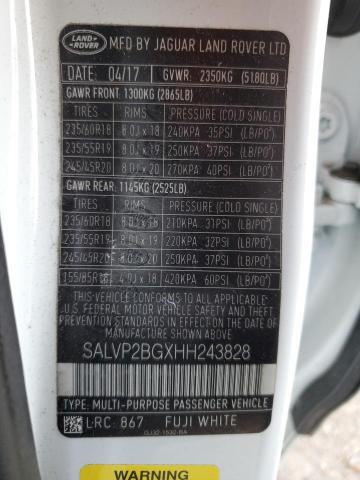 LAND ROVER
MFD BY JAGUAR LAND ROVER LTD
DATE 04/17 GVWR: 2350KG (5180LB)
GAWR FRONT: 1300KG (2865LB)
TIRES RIMS PRESSURE (COLD SINGLE)
235/60R18 8.0J x 18 240KPA 35PSI (LB/PO²)
235/55R19 8.0J x 19 250KPA 37PSI (LB/PO²)
245/45R20 8.0J x 20 270KPA 40PSI (LB/PO²)
GAWR REAR: 1145KG (2525LB)
TIRES RIMS PRESSURE (COLD SINGLE)
235/60R18 8.0J x 18 210KPA 31PSI (LB/PO²)
235/55R19 8.0J x 19 220KPA 32PSI (LB/PO²)
245/45R20 8.0J x 20 250KPA 37PSI (LB/PO²)
155/85R18 4.0J x 18 420KPA 60PSI (LB/PO²)
THIS VEHICLE CONFORMS TO ALL APPLICABLE
U.S. FEDERAL MOTOR VEHICLE SAFETY STANDARDS
IN EFFECT ON THE DATE OF
MANUFACTURE SHOWN ABOVE
SALVP2BGXHH243828
TYPE: MULTI-PURPOSE PASSENGER VEHICLE
LRC: 867 FUJI WHITE
WARNING